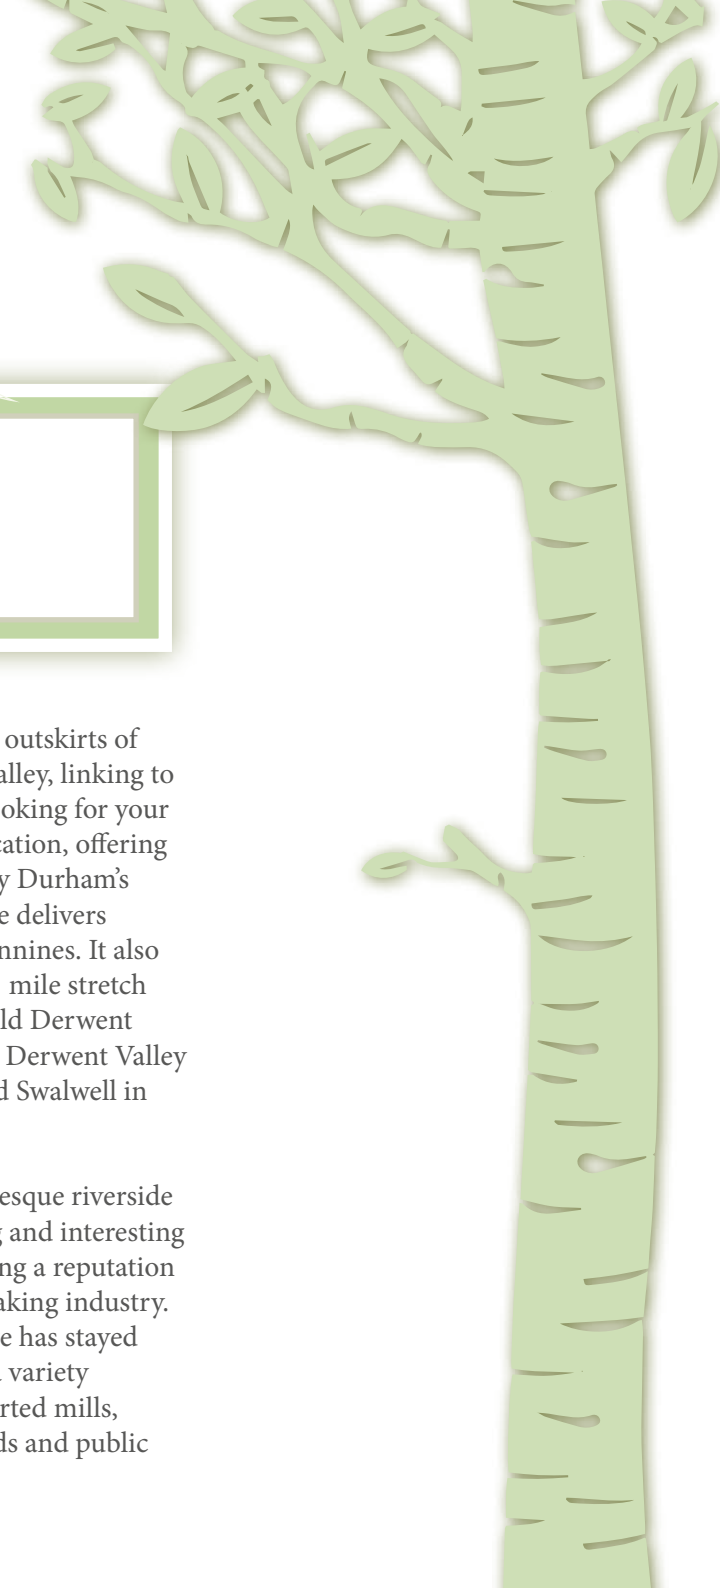 outskirts of
alley, linking to
oking for your
cation, offering
y Durham’s
e delivers
nnines. It also
mile stretch
ld Derwent
Derwent Valley
d Swalwell in
esque riverside
g and interesting
ng a reputation
aking industry.
e has stayed
variety
rted mills,
ds and public